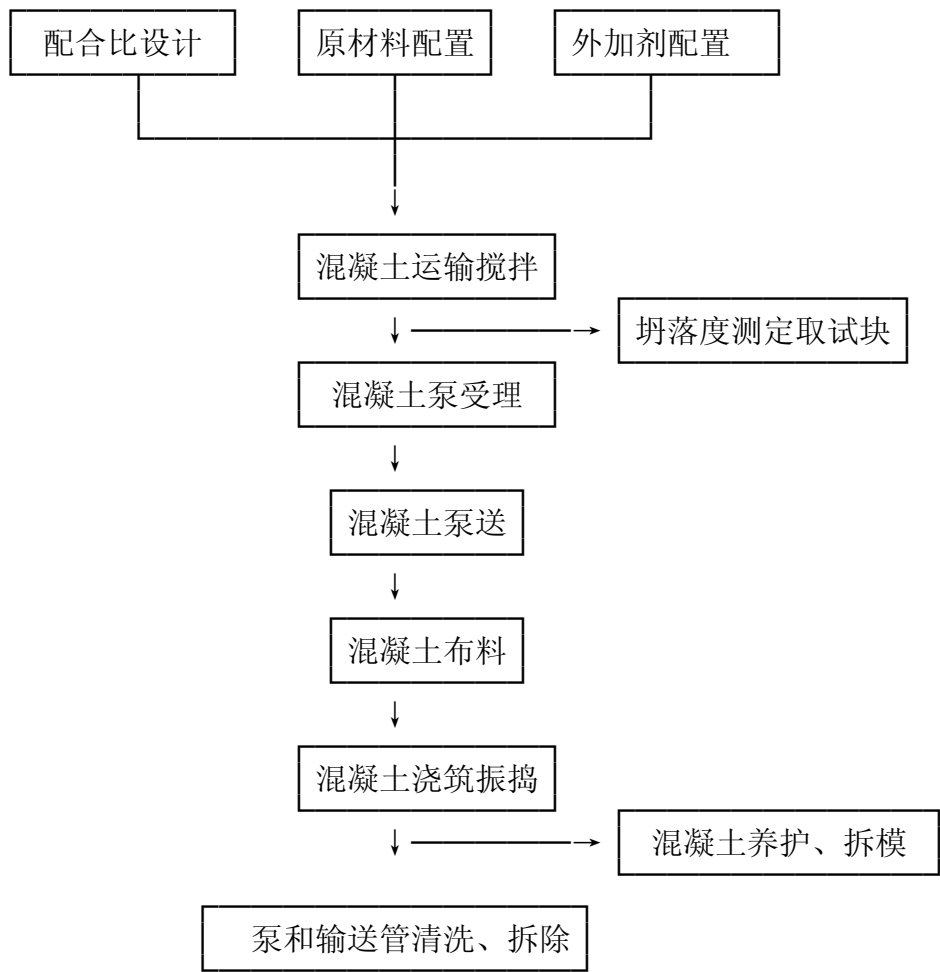 配合比设计
原材料配置
外加剂配置
混凝土运输搅拌
坍落度测定取试块
混凝土泵受理
混凝土泵送
混凝土布料
混凝土浇筑振捣
混凝土养护、拆模
泵和输送管清洗、拆除